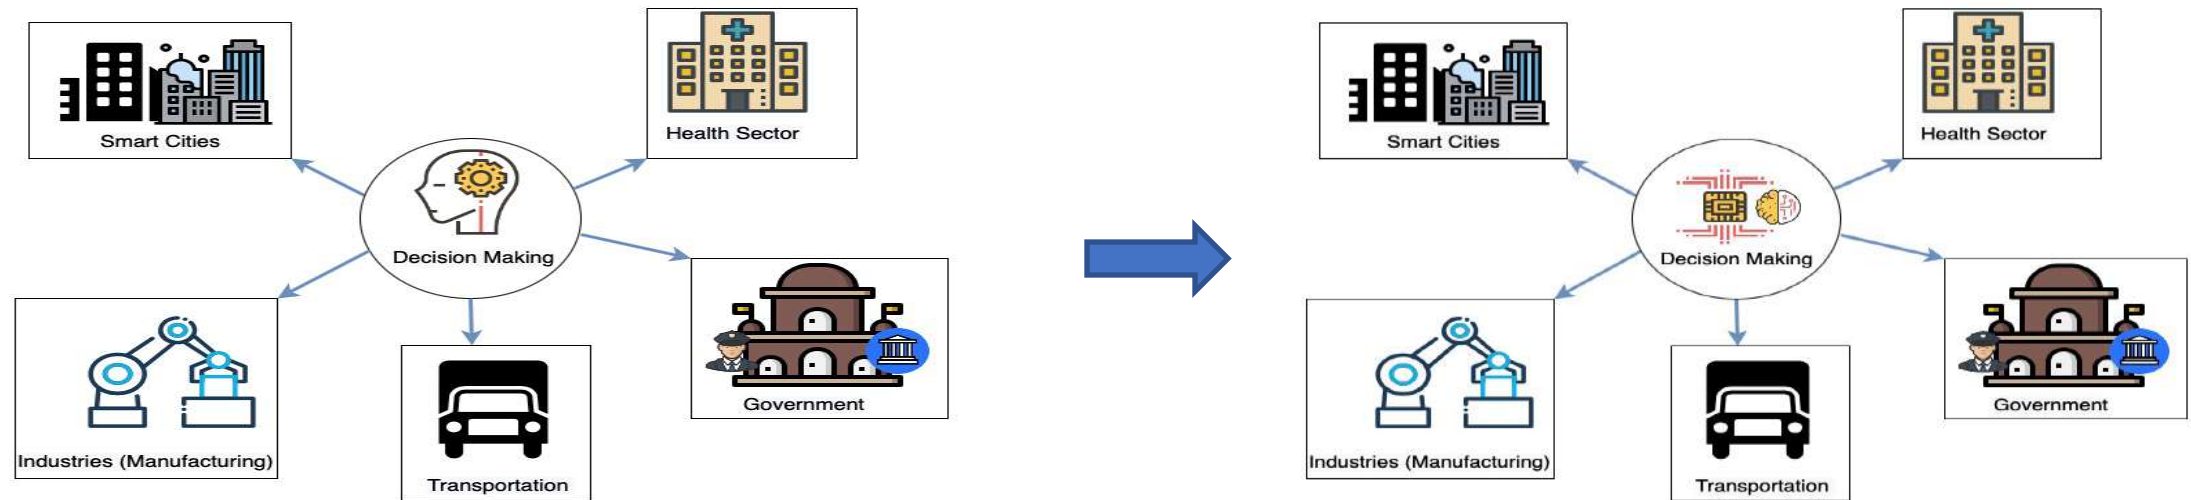 Smart Cities
Health Sector
Decision Making
Government
Industries (Manufacturing)
Transportation
Smart Cities
Health Sector
Decision Making
Government
Industries (Manufacturing)
Transportation